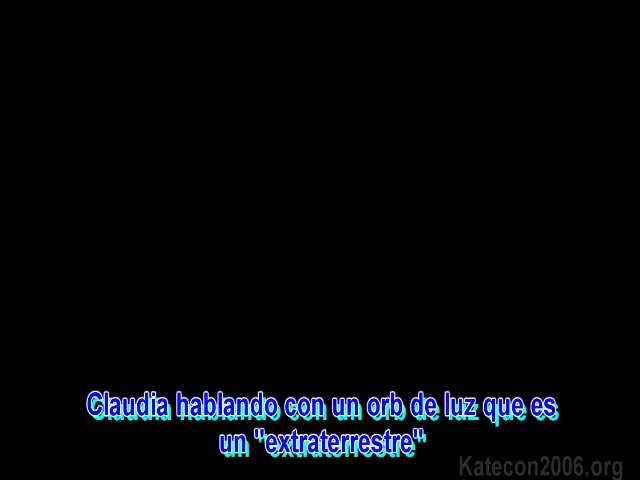 Claudia hablando con un orb de luz que es
un "extraterrestre"
Katecon2006.org